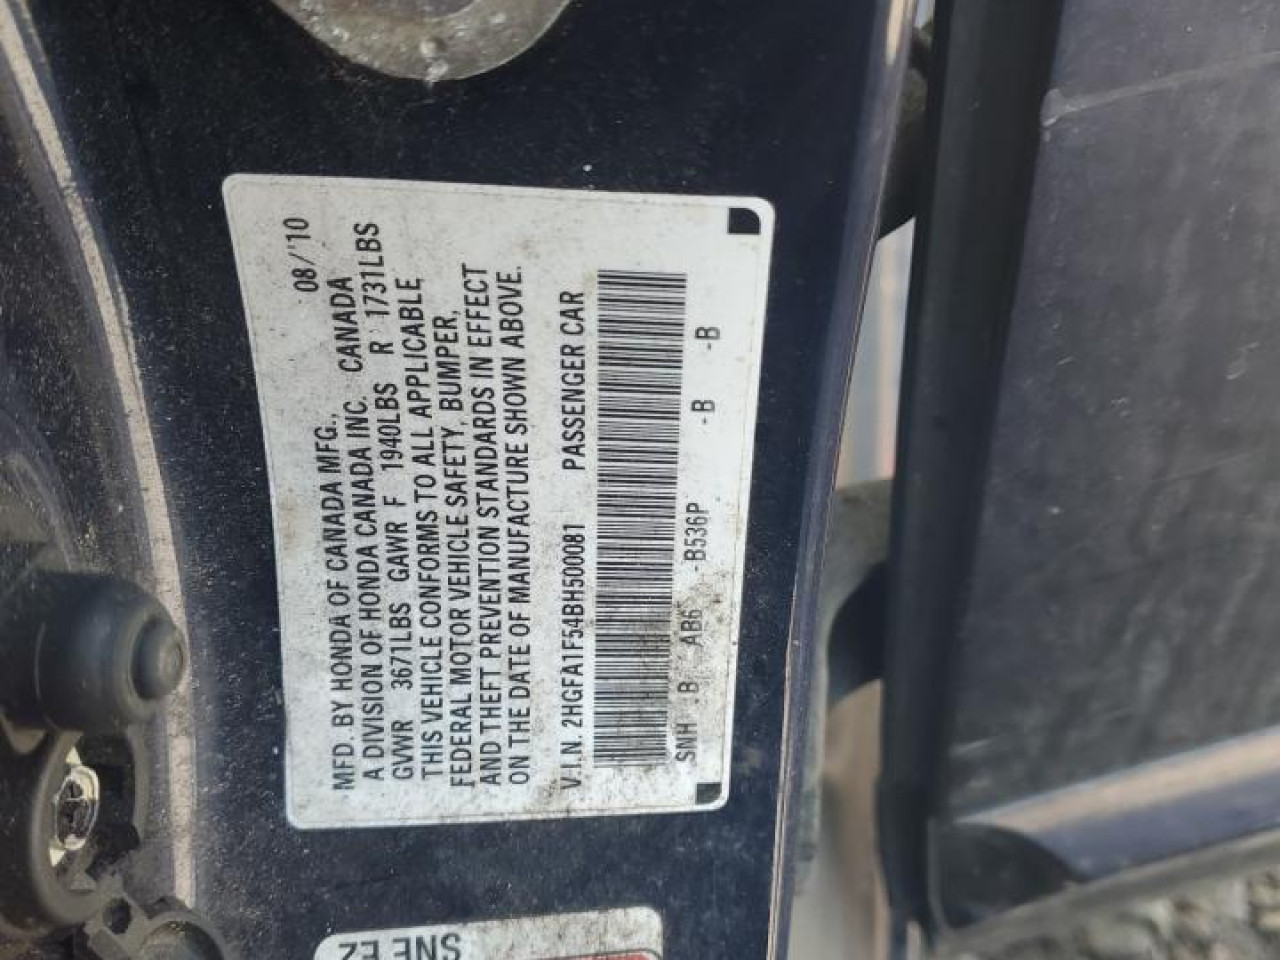 08/'10
MFD. BY HONDA OF CANADA MFG.,
A DIVISION OF HONDA CANADA INC. CANADA
GVWR 3671LBS GAWR F 1940LBS R 1731LBS
THIS VEHICLE CONFORMS TO ALL APPLICABLE
FEDERAL MOTOR VEHICLE SAFETY, BUMPER,
AND THEFT PREVENTION STANDARDS IN EFFECT
ON THE DATE OF MANUFACTURE SHOWN ABOVE.
V.I.N. 2HGFA1F54BH500081 PASSENGER CAR
SNH B AB6 -B536P -B -B